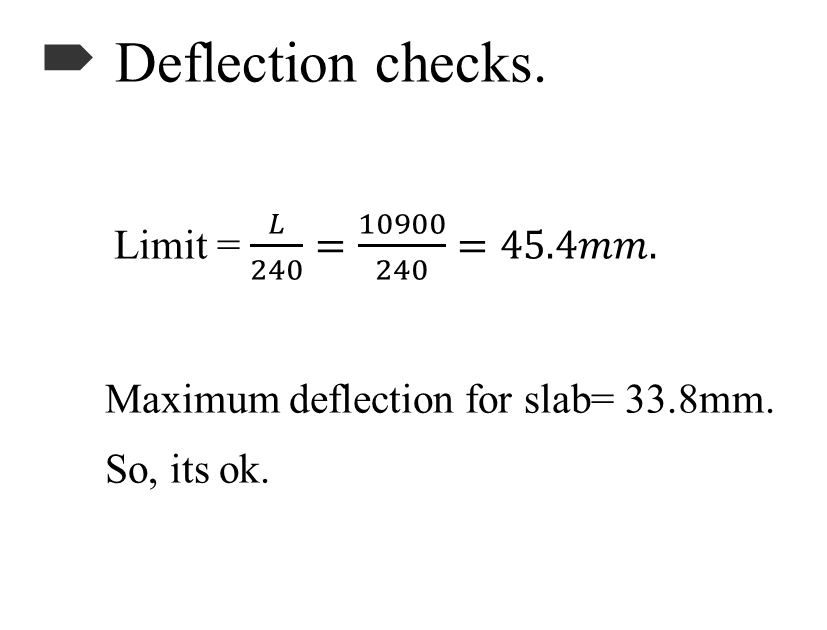 Deflection checks.
Limit = L/240 = 10900/240 = 45.4mm.
Maximum deflection for slab= 33.8mm.
So, its ok.